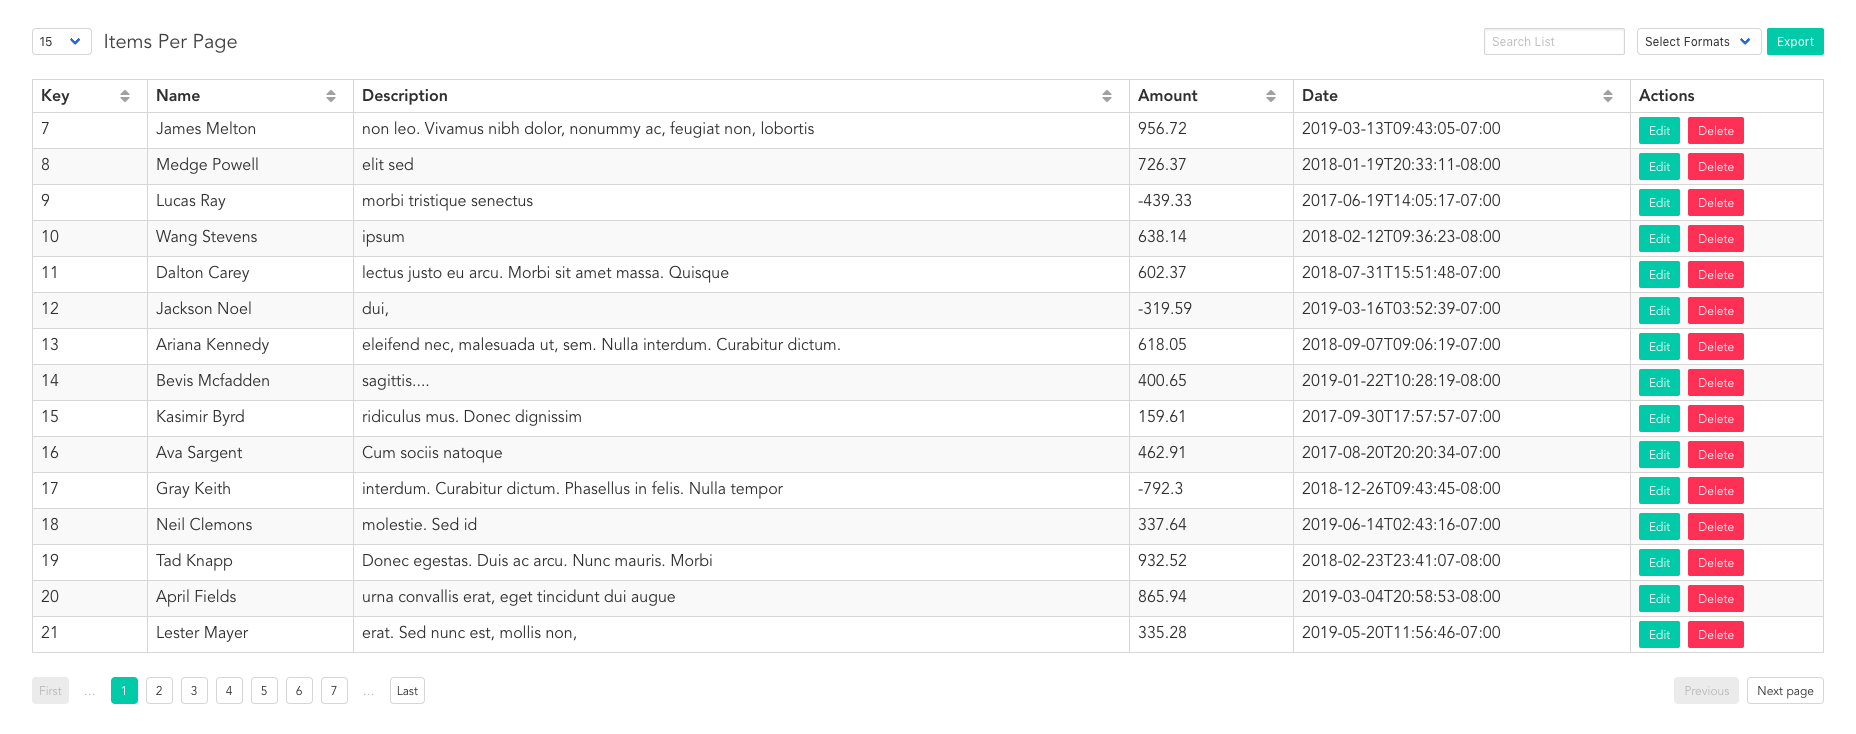 15 Items Per Page Search List Select Formats Export
Key Name Description Amount Date Actions
7 James Melton non leo. Vivamus nibh dolor, nonummy ac, feugiat non, lobortis 956.72 2019-03-13T09:43:05-07:00 Edit Delete
8 Medge Powell elit sed 726.37 2018-01-19T20:33:11-08:00 Edit Delete
9 Lucas Ray morbi tristique senectus -439.33 2017-06-19T14:05:17-07:00 Edit Delete
10 Wang Stevens ipsum 638.14 2018-02-12T09:36:23-08:00 Edit Delete
11 Dalton Carey lectus justo eu arcu. Morbi sit amet massa. Quisque 602.37 2018-07-31T15:51:48-07:00 Edit Delete
12 Jackson Noel dui, -319.59 2019-03-16T03:52:39-07:00 Edit Delete
13 Ariana Kennedy eleifend nec, malesuada ut, sem. Nulla interdum. Curabitur dictum. 618.05 2018-09-07T09:06:19-07:00 Edit Delete
14 Bevis Mcfadden sagittis.... 400.65 2019-01-22T10:28:19-08:00 Edit Delete
15 Kasimir Byrd ridiculus mus. Donec dignissim 159.61 2017-09-30T17:57:57-07:00 Edit Delete
16 Ava Sargent Cum sociis natoque 462.91 2017-08-20T20:20:34-07:00 Edit Delete
17 Gray Keith interdum. Curabitur dictum. Phasellus in felis. Nulla tempor -792.3 2018-12-26T09:43:45-08:00 Edit Delete
18 Neil Clemons molestie. Sed id 337.64 2019-06-14T02:43:16-07:00 Edit Delete
19 Tad Knapp Donec egestas. Duis ac arcu. Nunc mauris. Morbi 932.52 2018-02-23T23:41:07-08:00 Edit Delete
20 April Fields urna convallis erat, eget tincidunt dui augue 865.94 2019-03-04T20:58:53-08:00 Edit Delete
21 Lester Mayer erat. Sed nunc est, mollis non, 335.28 2019-05-20T11:56:46-07:00 Edit Delete
First ... 1 2 3 4 5 6 7 ... Last Previous Next page